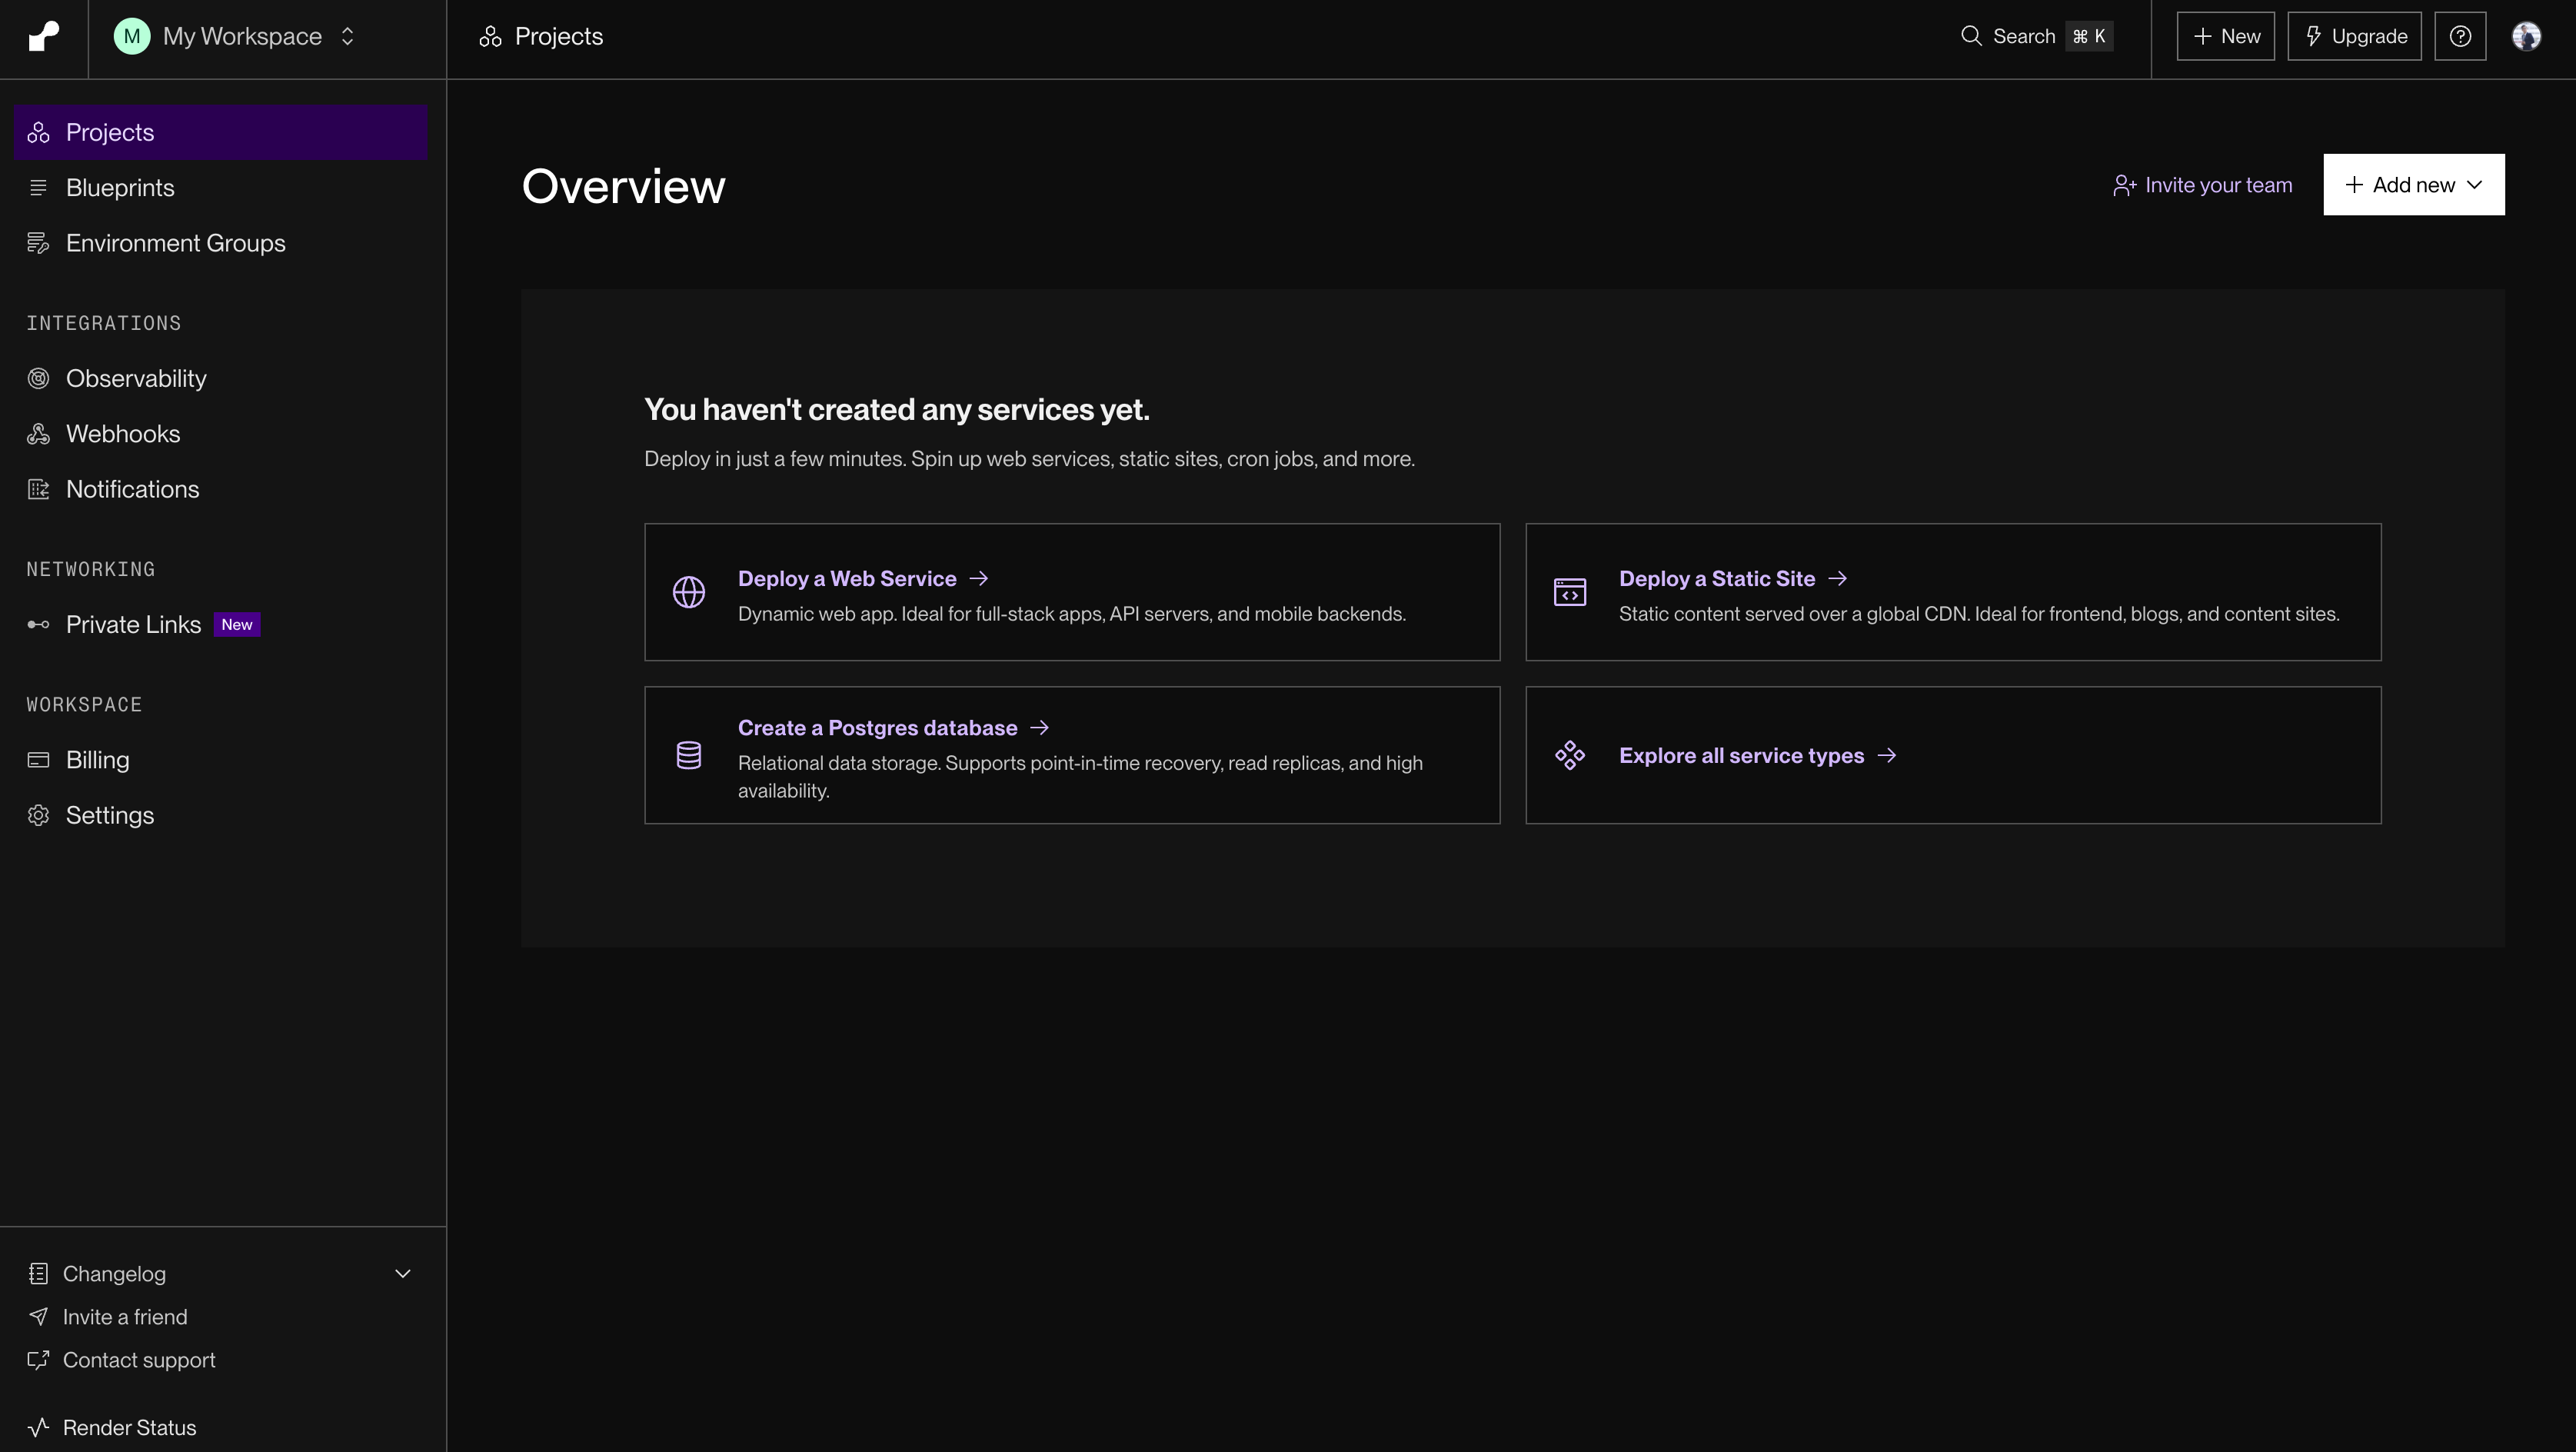 M My Workspace
Projects
Search ⌘ K
+ New
Upgrade
Projects
Blueprints
Environment Groups
INTEGRATIONS
Observability
Webhooks
Notifications
NETWORKING
Private Links New
WORKSPACE
Billing
Settings
Changelog
Invite a friend
Contact support
Render Status
Overview
Invite your team
+ Add new
You haven't created any services yet.
Deploy in just a few minutes. Spin up web services, static sites, cron jobs, and more.
Deploy a Web Service →
Dynamic web app. Ideal for full-stack apps, API servers, and mobile backends.
Deploy a Static Site →
Static content served over a global CDN. Ideal for frontend, blogs, and content sites.
Create a Postgres database →
Relational data storage. Supports point-in-time recovery, read replicas, and high
availability.
Explore all service types →